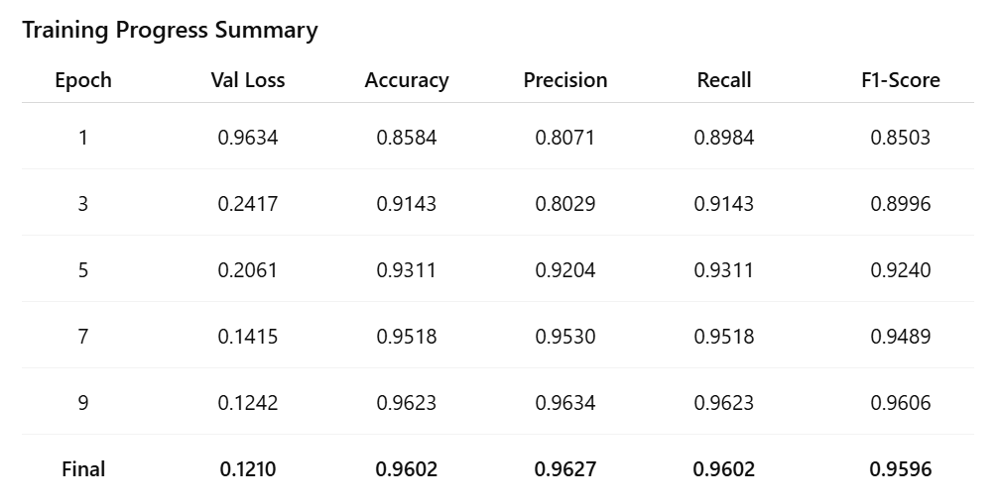 Training Progress Summary
Epoch Val Loss Accuracy Precision Recall F1-Score
1 0.9634 0.8584 0.8071 0.8984 0.8503
3 0.2417 0.9143 0.8029 0.9143 0.8996
5 0.2061 0.9311 0.9204 0.9311 0.9240
7 0.1415 0.9518 0.9530 0.9518 0.9489
9 0.1242 0.9623 0.9634 0.9623 0.9606
Final 0.1210 0.9602 0.9627 0.9602 0.9596